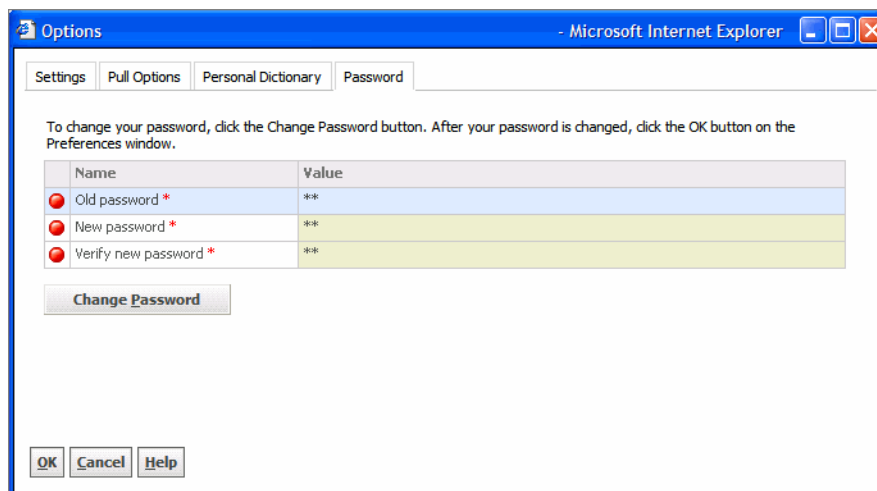 Options - Microsoft Internet Explorer
Settings Pull Options Personal Dictionary Password
To change your password, click the Change Password button. After your password is changed, click the OK button on the
Preferences window.
Name Value
Old password * **
New password * **
Verify new password * **
Change Password
OK Cancel Help